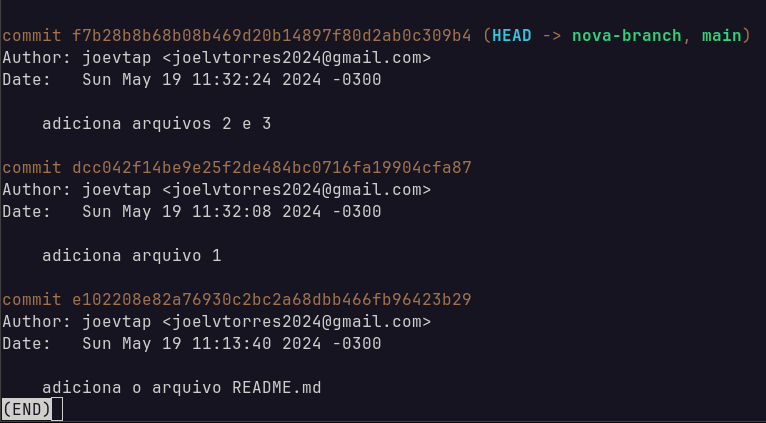 commit f7b28b8b68b08b469d20b14897f80d2ab0c309b4 (HEAD -> nova-branch, main)
Author: joevtap <joelvtorres2024@gmail.com>
Date:   Sun May 19 11:32:24 2024 -0300
adiciona arquivos 2 e 3
commit dcc042f14be9e25f2de484bc0716fa19904cfa87
Author: joevtap <joelvtorres2024@gmail.com>
Date:   Sun May 19 11:32:08 2024 -0300
adiciona arquivo 1
commit e102208e82a76930c2bc2a68dbb466fb96423b29
Author: joevtap <joelvtorres2024@gmail.com>
Date:   Sun May 19 11:13:40 2024 -0300
adiciona o arquivo README.md
(END)